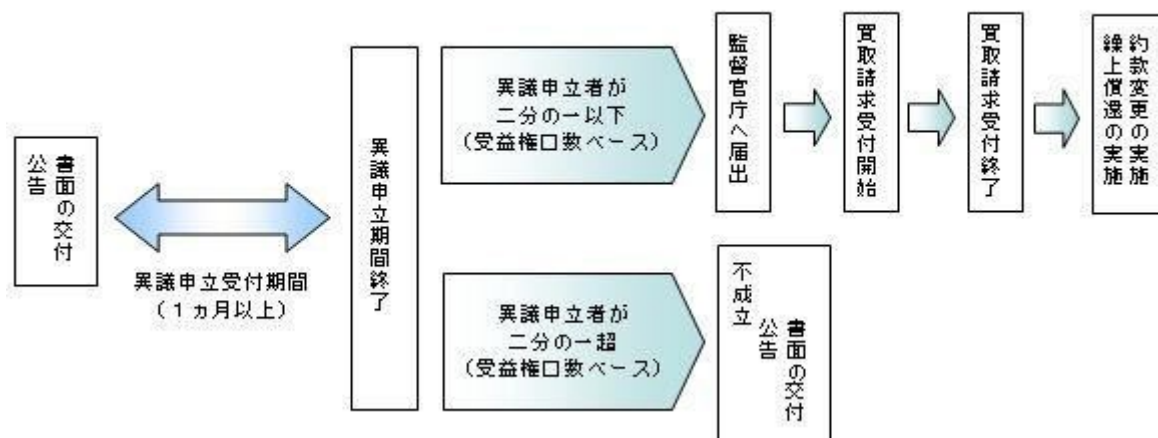 書面の交付
公告
異議申立受付期間
（１ヵ月以上）
異議申立期間終了
異議申立者が
二分の一以下
（受益権口数ベース）
監督官庁へ届出
買取請求受付開始
買取請求受付終了
約款変更の実施
繰上償還の実施
異議申立者が
二分の一超
（受益権口数ベース）
不成立
書面の交付
公告